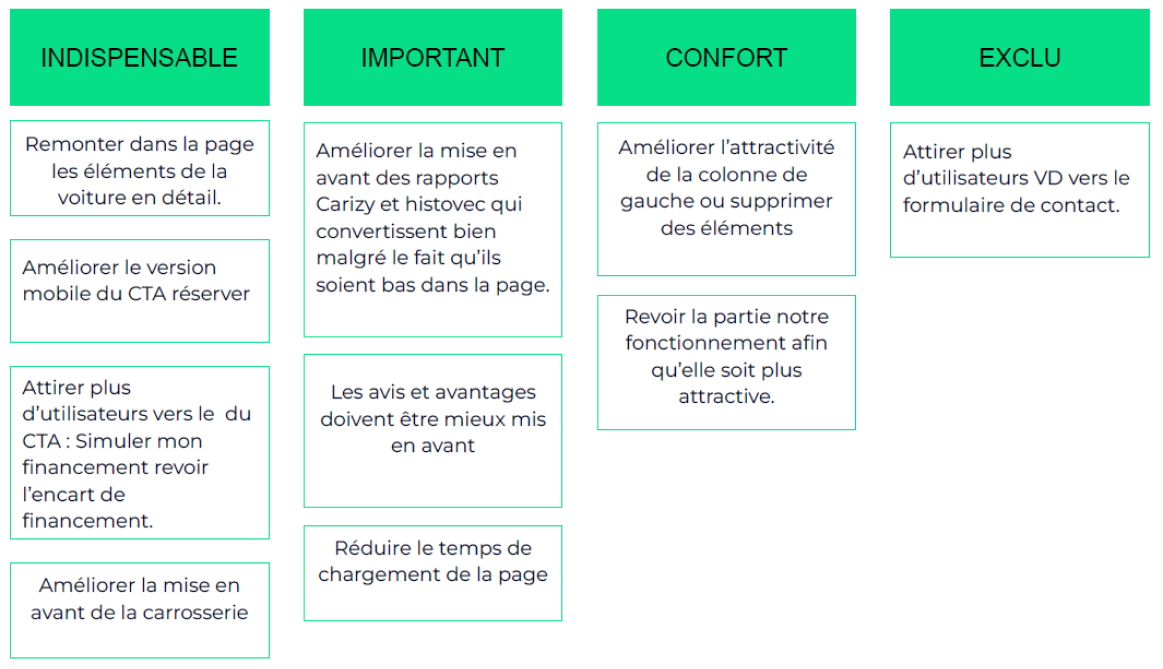 INDISPENSABLE
Remonter dans la page
les éléments de la
voiture en détail.
Améliorer le version
mobile du CTA réserver
Attirer plus
d’utilisateurs vers le  du
CTA : Simuler mon
financement revoir
l’encart de
financement.
Améliorer la mise en
avant de la carrosserie
IMPORTANT
Améliorer la mise en
avant des rapports
Carizy et histovec qui
convertissent bien
malgré le fait qu’ils
soient bas dans la page.
Les avis et avantages
doivent être mieux mis
en avant
Réduire le temps de
chargement de la page
CONFORT
Améliorer l’attractivité
de la colonne de
gauche ou supprimer
des éléments
Revoir la partie notre
fonctionnement afin
qu’elle soit plus
attractive.
EXCLU
Attirer plus
d’utilisateurs VD vers le
formulaire de contact.